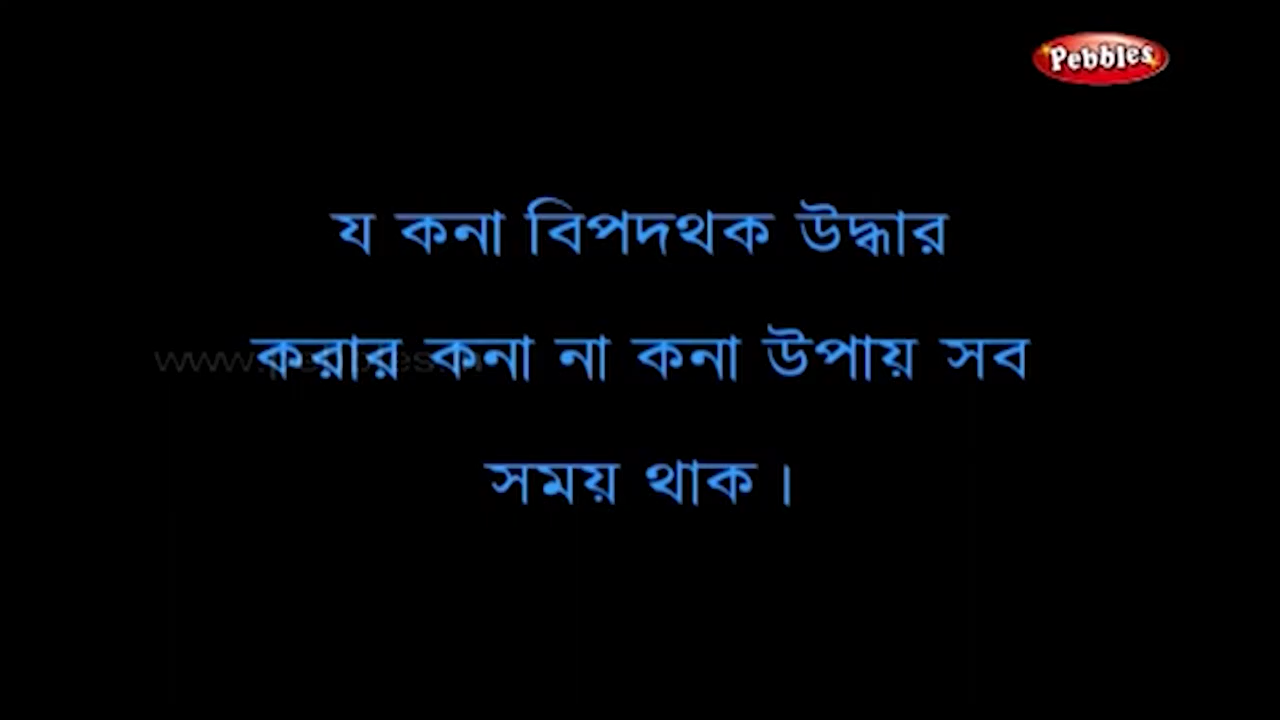 Pebbles
য কনা বিপদথক উদ্ধার
করার কনা না কনা উপায় সব
সময় থাক ।